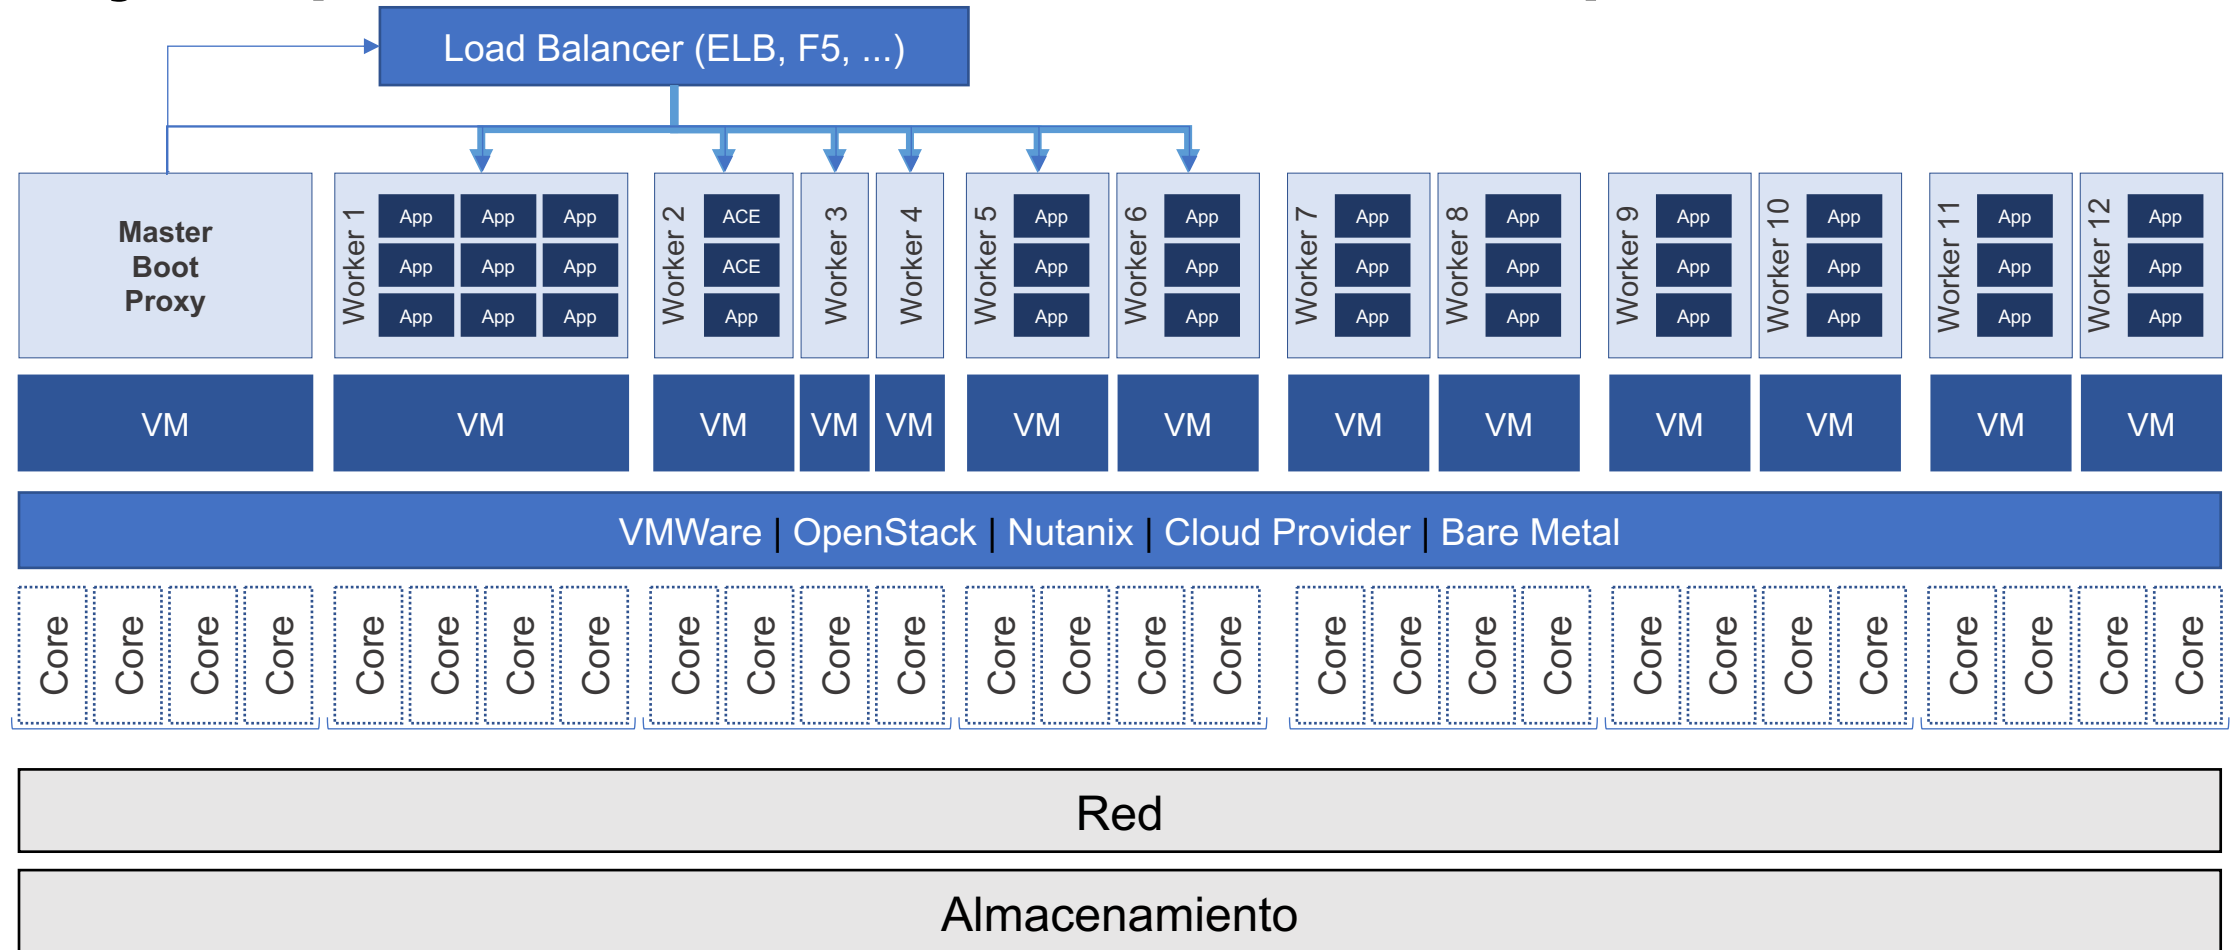 Load Balancer (ELB, F5, ...)
Master
Boot
Proxy
Worker 1
App App App
App App App
App App App
Worker 2
ACE
ACE
App
Worker 3
Worker 4
Worker 5
App
App
App
Worker 6
App
App
App
Worker 7
App
App
App
Worker 8
App
App
App
Worker 9
App
App
App
Worker 10
App
App
App
Worker 11
App
App
App
Worker 12
App
App
App
VM VM VM VM VM VM VM VM VM VM VM VM VM
VMWare | OpenStack | Nutanix | Cloud Provider | Bare Metal
Core Core Core Core Core Core Core Core Core Core Core Core Core Core Core Core Core Core Core Core Core Core Core Core Core Core Core Core
Red
Almacenamiento